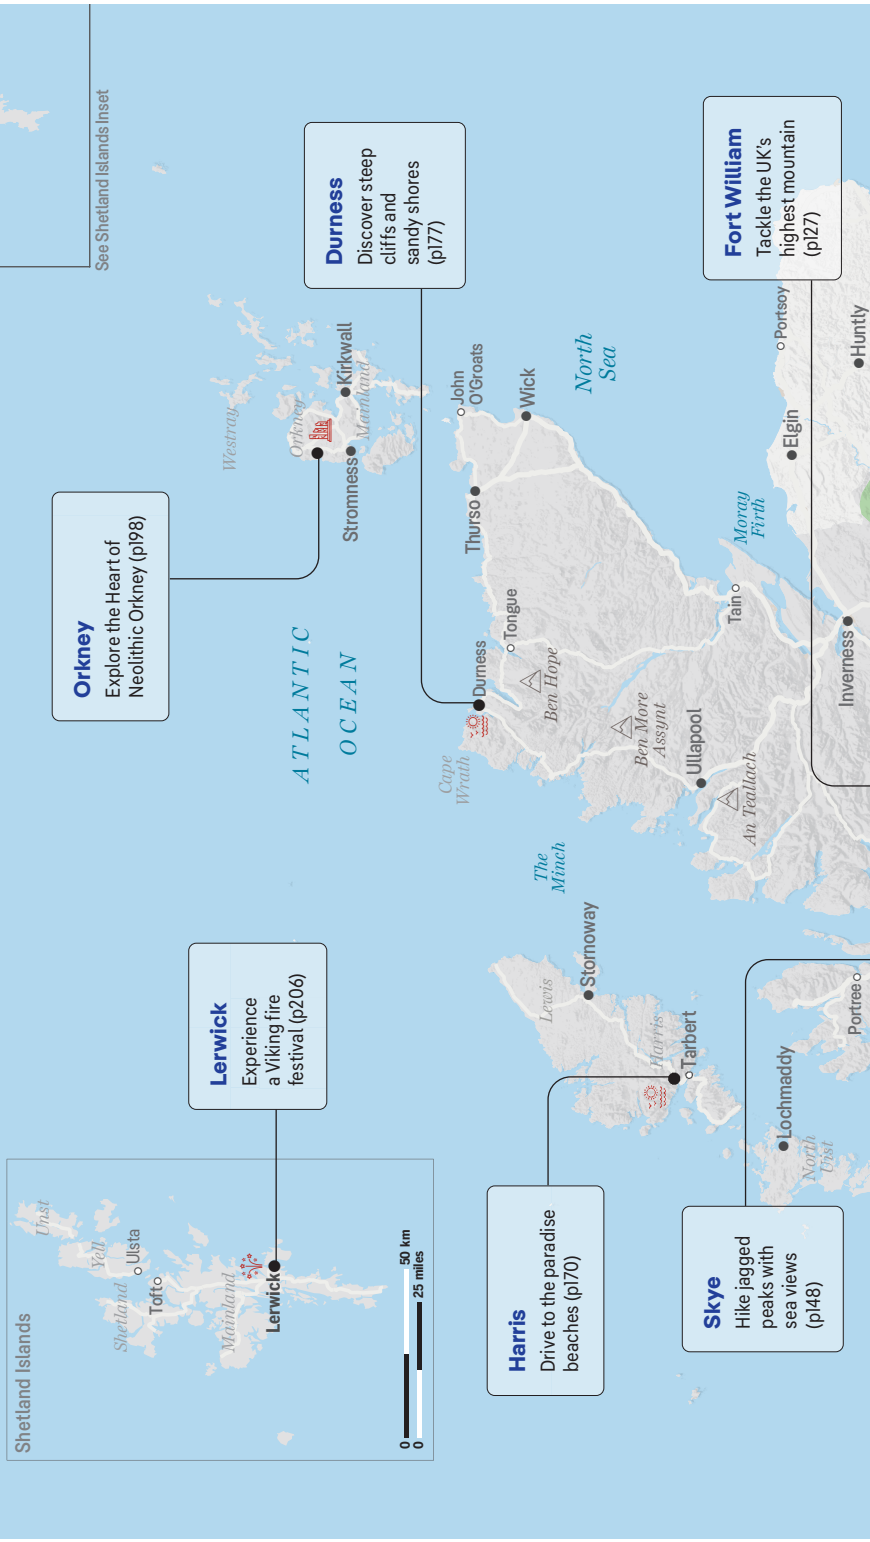 Shetland Islands
Unst
Yell
Ulsta
Shetland
Toft
Mainland
Lerwick
0
50 km
0
25 miles
Lerwick
Experience
a Viking fire
festival (p206)
Orkney
Explore the Heart of
Neolithic Orkney (p198)
See Shetland Islands Inset
ATLANTIC
OCEAN
Westray
Orkney
Kirkwall
Mainland
Stromness
Durness
Discover steep
cliffs and
sandy shores
(p177)
John
O'Groats
Wick
Thurso
North
Sea
Durness
Tongue
Cape
Wrath
Ben Hope
Ben More
Assynt
Ullapool
An Teallach
The
Minch
Stornoway
Lewis
Harris
Tarbert
Harris
Drive to the paradise
beaches (p170)
Skye
Hike jagged
peaks with
sea views
(p148)
Lochmaddy
North
Uist
Portree
Tain
Moray
Firth
Inverness
Elgin
Portsoy
Huntly
Fort William
Tackle the UK's
highest mountain
(p127)